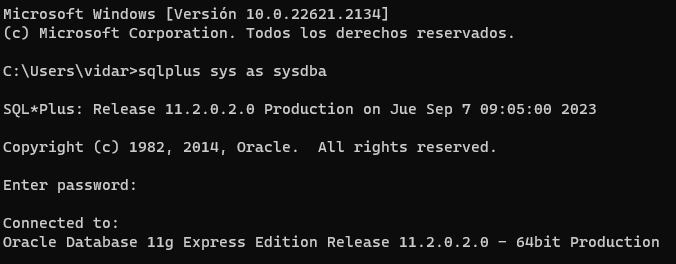 Microsoft Windows [Versión 10.0.22621.2134]
(c) Microsoft Corporation. Todos los derechos reservados.
C:\Users\vidar>sqlplus sys as sysdba
SQL*Plus: Release 11.2.0.2.0 Production on Jue Sep 7 09:05:00 2023
Copyright (c) 1982, 2014, Oracle.  All rights reserved.
Enter password:
Connected to:
Oracle Database 11g Express Edition Release 11.2.0.2.0 - 64bit Production